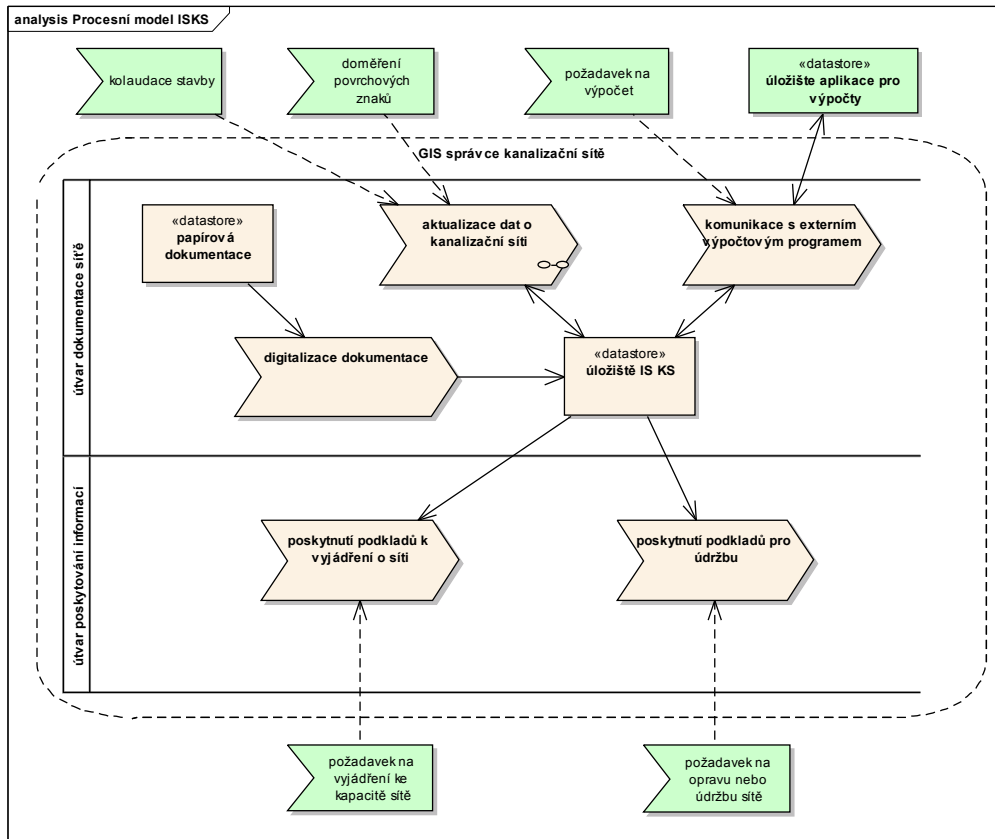 analysis Procesní model ISKS
kolaudace stavby
doměření
povrchových
znaků
požadavek na
výpočet
«datastore»
úložište aplikace pro
výpočty
GIS správce kanalizační sítě
útvar dokumentace síťě
«datastore»
papírová
dokumentace
aktualizace dat o
kanalizační síti
komunikace s externím
výpočtovým programem
digitalizace dokumentace
«datastore»
úložiště IS KS
útvar poskytování informací
poskytnutí podkladů k
vyjádření o síti
poskytnutí podkladů pro
údržbu
požadavek na
vyjádření ke
kapacitě sítě
požadavek na
opravu nebo
údržbu sítě